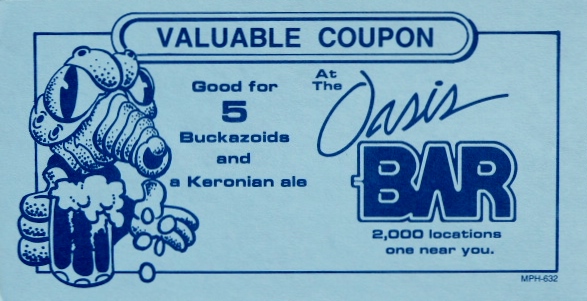 VALUABLE COUPON
Good for
5
Buckazoids
and
a Keronian ale
At
The
Oasis
BAR
2,000 locations
one near you.
MPH-632